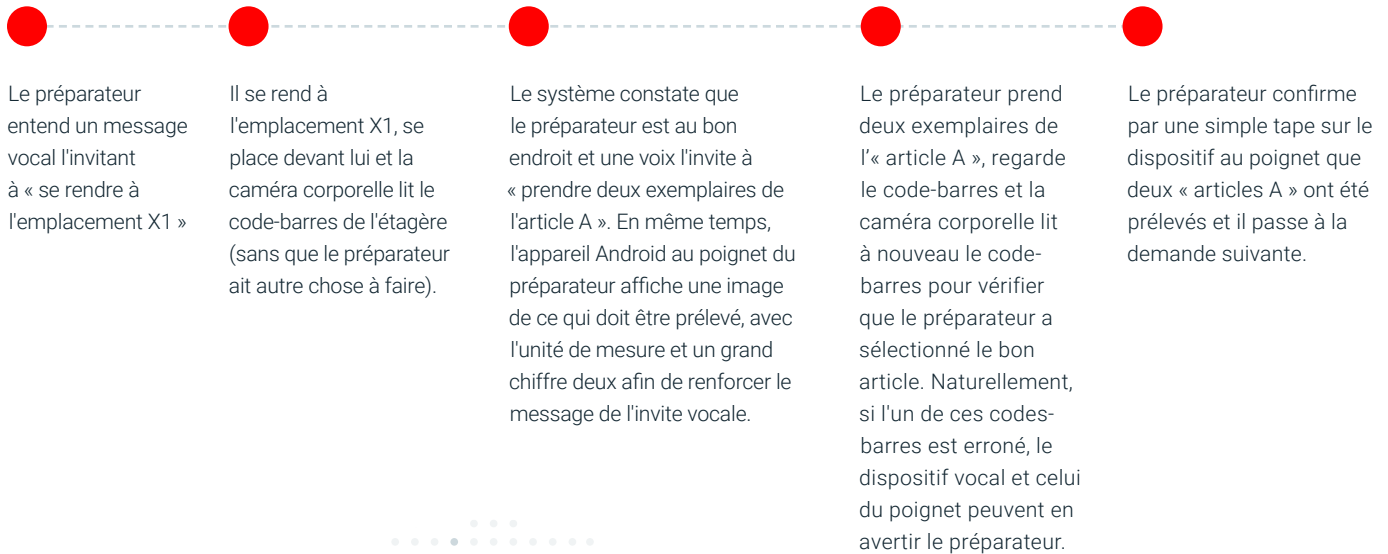 Le préparateur
entend un message
vocal l'invitant
à « se rendre à
l'emplacement X1 »
Il se rend à
l'emplacement X1, se
place devant lui et la
caméra corporelle lit le
code-barres de l'étagère
(sans que le préparateur
ait autre chose à faire).
Le système constate que
le préparateur est au bon
endroit et une voix l'invite à
« prendre deux exemplaires de
l'article A ». En même temps,
l'appareil Android au poignet du
préparateur affiche une image
de ce qui doit être prélevé, avec
l'unité de mesure et un grand
chiffre deux afin de renforcer le
message de l'invite vocale.
Le préparateur prend
deux exemplaires de
l'« article A », regarde
le code-barres et la
caméra corporelle lit
à nouveau le code-
barres pour vérifier
que le préparateur a
sélectionné le bon
article. Naturellement,
si l'un de ces codes-
barres est erroné, le
dispositif vocal et celui
du poignet peuvent en
avertir le préparateur.
Le préparateur confirme
par une simple tape sur le
dispositif au poignet que
deux « articles A » ont été
prélevés et il passe à la
demande suivante.